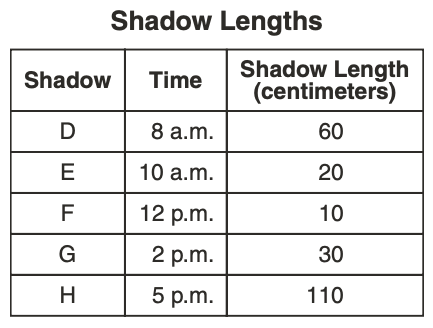 Shadow Lengths
Shadow Time Shadow Length
(centimeters)
D 8 a.m. 60
E 10 a.m. 20
F 12 p.m. 10
G 2 p.m. 30
H 5 p.m. 110